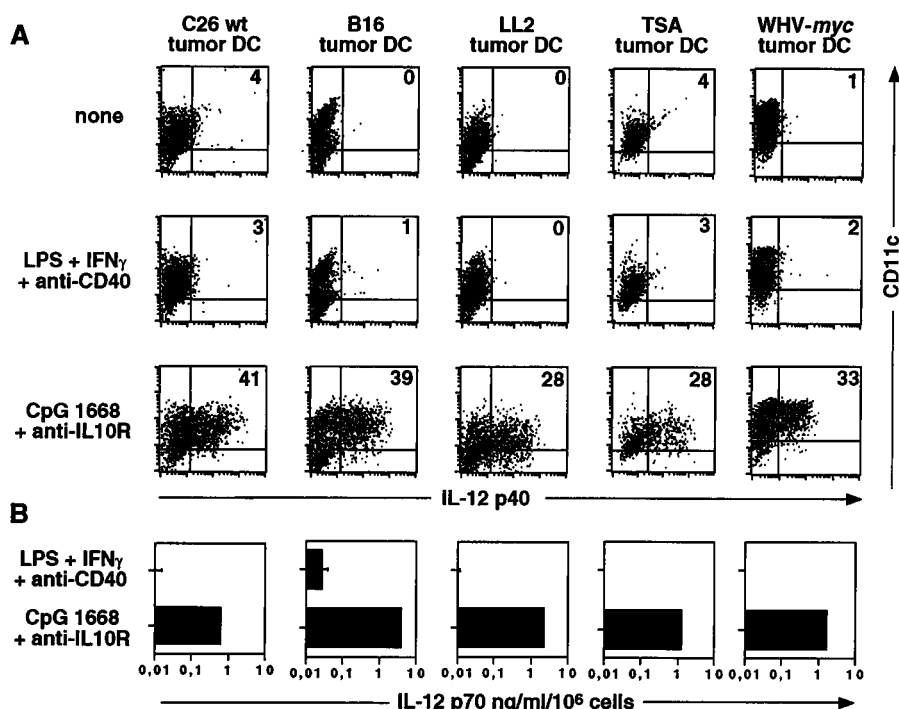 A
C26 wt
tumor DC
B16
tumor DC
LL2
tumor DC
TSA
tumor DC
WHV-myc
tumor DC
none
4
0
0
4
1
LPS + IFNγ
+ anti-CD40
3
1
0
3
2
CpG 1668
+ anti-IL10R
41
39
28
28
33
CD11c
IL-12 p40
B
LPS + IFNγ
+ anti-CD40
CpG 1668
+ anti-IL10R
0,01 0,1 1 10
0,01 0,1 1 10
0,01 0,1 1 10
0,01 0,1 1 10
0,01 0,1 1 10
IL-12 p70 ng/ml/10⁶ cells